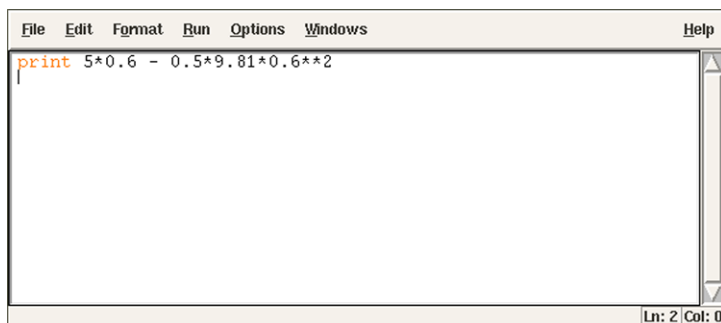 File Edit Format Run Options Windows Help
print 5*0.6 - 0.5*9.81*0.6**2
Ln: 2 Col: 0